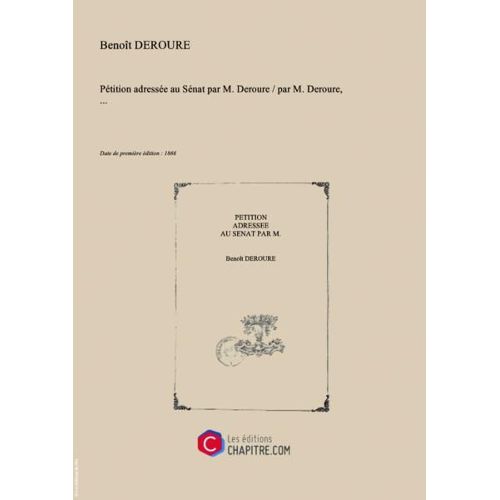 Benoît DEROURE
Pétition adressée au Sénat par M. Deroure / par M. Deroure,
...
Date de première édition : 1866
PETITION
ADRESSEE
AU SENAT PAR M.
Benoît DEROURE
C
Les éditions
CHAPITRE.COM